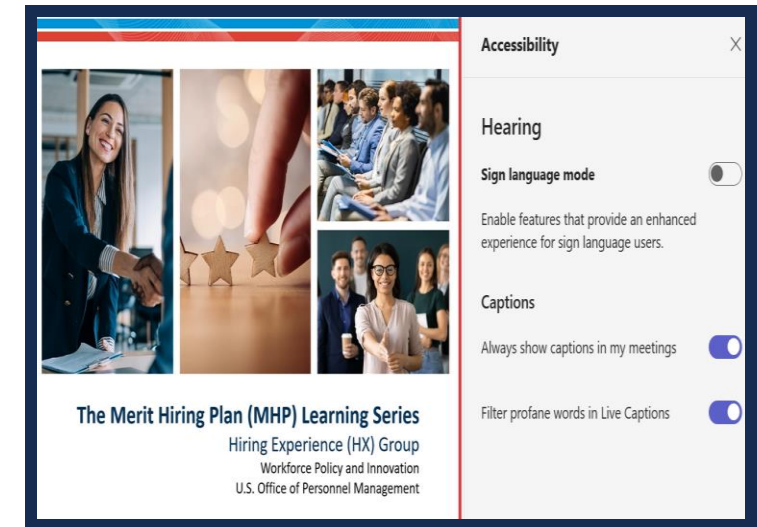 The Merit Hiring Plan (MHP) Learning Series
Hiring Experience (HX) Group
Workforce Policy and Innovation
U.S. Office of Personnel Management
Accessibility
Hearing
Sign language mode
Enable features that provide an enhanced
experience for sign language users.
Captions
Always show captions in my meetings
Filter profane words in Live Captions